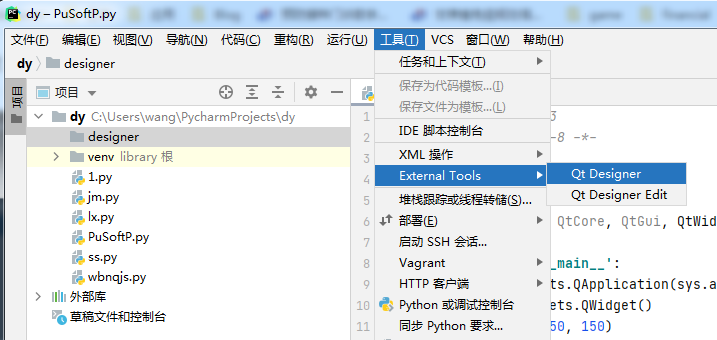 dy – PuSoftP.py
文件(F) 编辑(E) 视图(V) 导航(N) 代码(C) 重构(R) 运行(U) 工具(T) VCS 窗口(W) 帮助(H)
dy designer
项目
项目
dy C:\Users\wang\PycharmProjects\dy
designer
venv library 根
1.py
jm.py
lx.py
PuSoftP.py
ss.py
wbnqjs.py
外部库
草稿文件和控制台
任务和上下文(T)
保存为代码模板...(I)
保存文件为模板...(L)
IDE 脚本控制台
XML 操作
External Tools
堆栈跟踪或线程转储(S)...
部署(E)
启动 SSH 会话...
Vagrant
HTTP 客户端
Python 或调试控制台
同步 Python 要求...
Qt Designer
Qt Designer Edit
1
2
3
4
5
6
7
8
9
10
11
3
-8 -*-
QtCore, QtGui, QtWid
_main__':
ets.QApplication(sys.a
ets.QWidget()
50, 150)